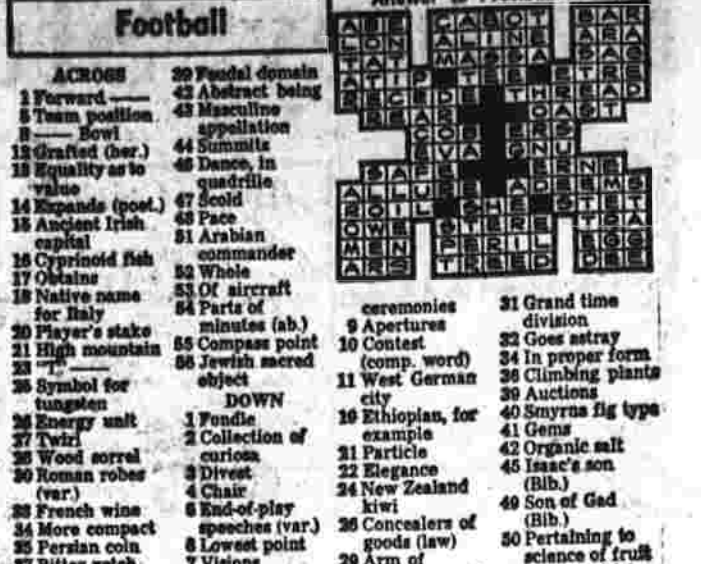 Football
ACROSS
1 Forward ——
5 Team position
8 —— Bowl
12 Grafted (her.)
13 Equality as to
value
14 Expands (poet.)
15 Ancient Irish
capital
16 Cyprinoid fish
17 Obtains
18 Native name
for Italy
20 Player's stake
21 High mountain
23 "T" ——
25 Symbol for
tungsten
26 Energy unit
27 Twirl
28 Wood sorrel
30 Roman robes
(var.)
33 French wine
34 More compact
35 Persian coin
37 Bitter vetch
39 Feudal domain
42 Abstract being
43 Masculine
appellation
44 Summits
46 Dance, in
quadrille
47 Scold
48 Pace
51 Arabian
commander
52 Whole
53 Of aircraft
54 Parts of
minutes (ab.)
55 Compass point
56 Jewish sacred
object
DOWN
1 Fondle
2 Collection of
curiosa
3 Divest
4 Chair
5 End-of-play
speeches (var.)
6 Lowest point
7 Visions
ceremonies
9 Apertures
10 Contest
(comp. word)
11 West German
city
19 Ethiopian, for
example
21 Particle
22 Elegance
24 New Zealand
kiwi
26 Concealers of
goods (law)
29 Arm of
31 Grand time
division
32 Goes astray
34 In proper form
36 Climbing plants
39 Auctions
40 Smyrna fig type
41 Gems
42 Organic salt
45 Isaac's son
(Bib.)
49 Son of Gad
(Bib.)
50 Pertaining to
science of fruit